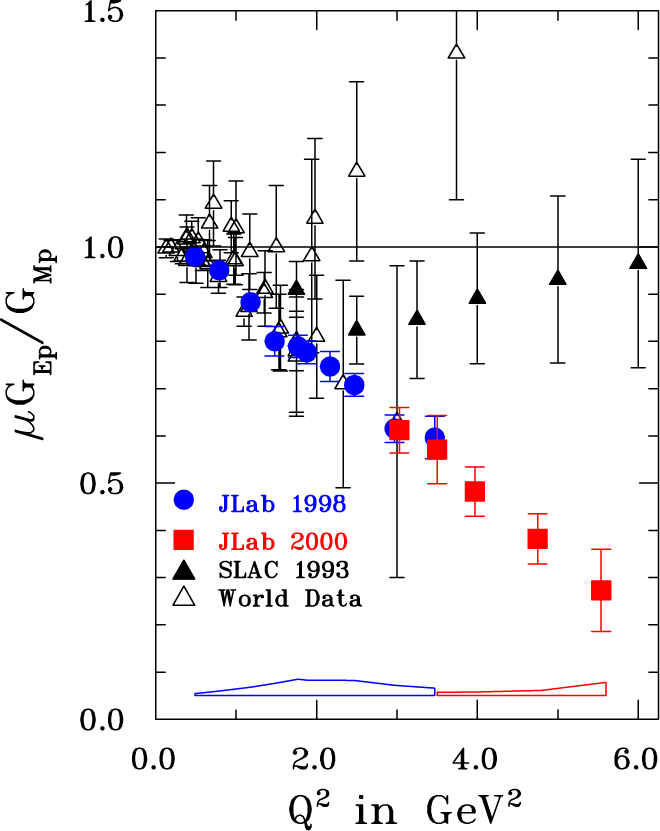 1.5
1.0
0.5
0.0
μG_Ep/G_Mp
JLab 1998
JLab 2000
SLAC 1993
World Data
0.0 2.0 4.0 6.0
Q² in GeV²